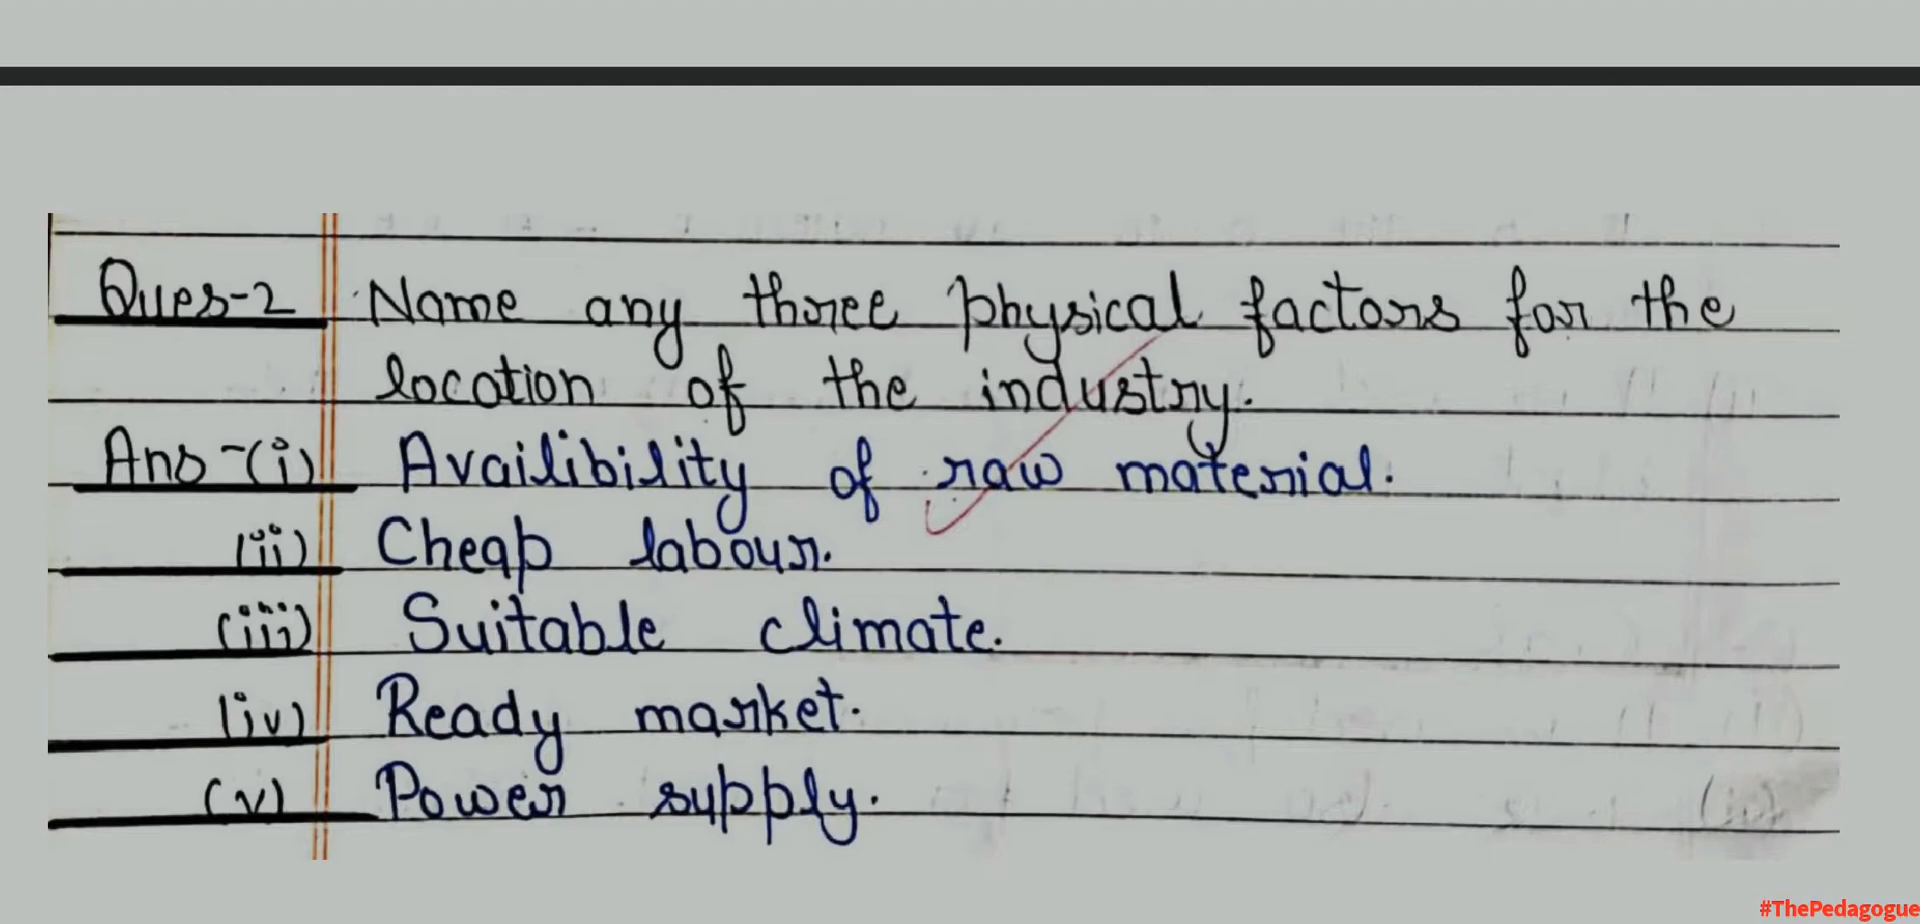 Ques-2 Name any three physical factors for the
location of the industry.
Ans-(i) Availibility of raw material.
(ii) Cheap labour.
(iii) Suitable climate.
(iv) Ready market.
(v) Power supply.
#ThePedagogue